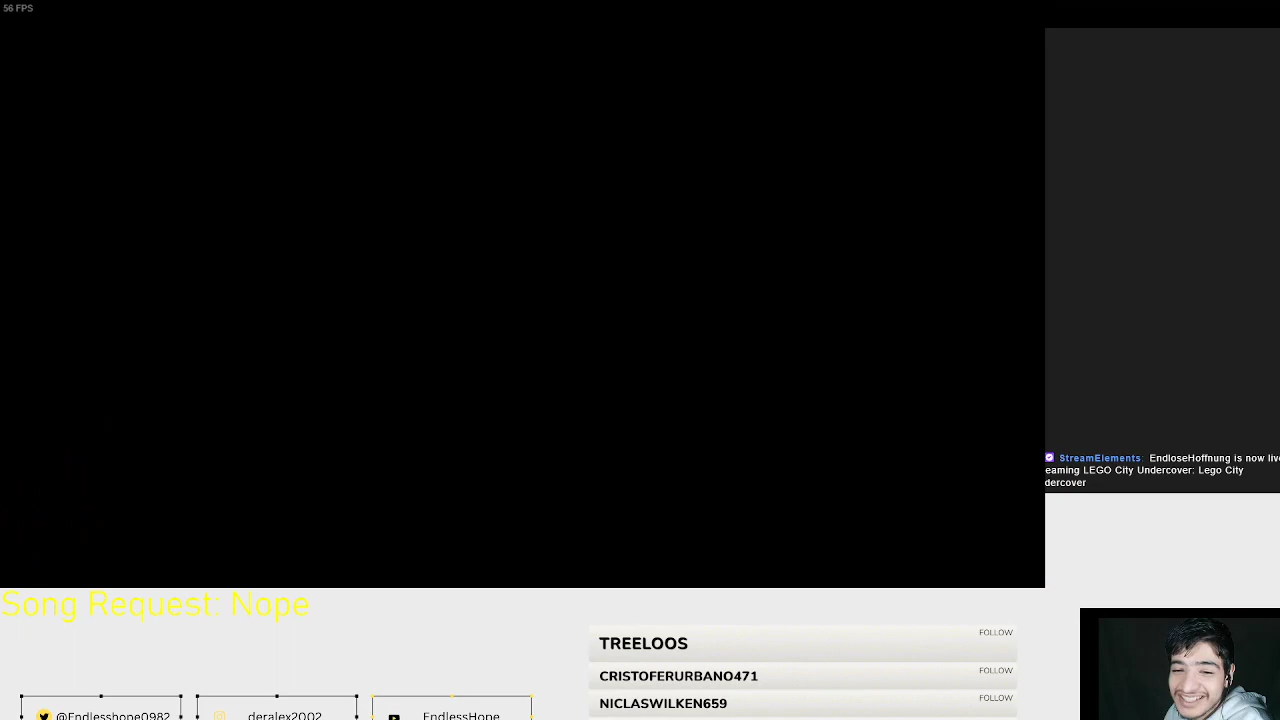 56 FPS
StreamElements: EndloseHoffnung is now liv
eaming LEGO City Undercover: Lego City
dercover
Song Request: Nope
TREELOOS FOLLOW
CRISTOFERURBANO471 FOLLOW
NICLASWILKEN659 FOLLOW
@Endlesshope0982 deralex2002 EndlessHope